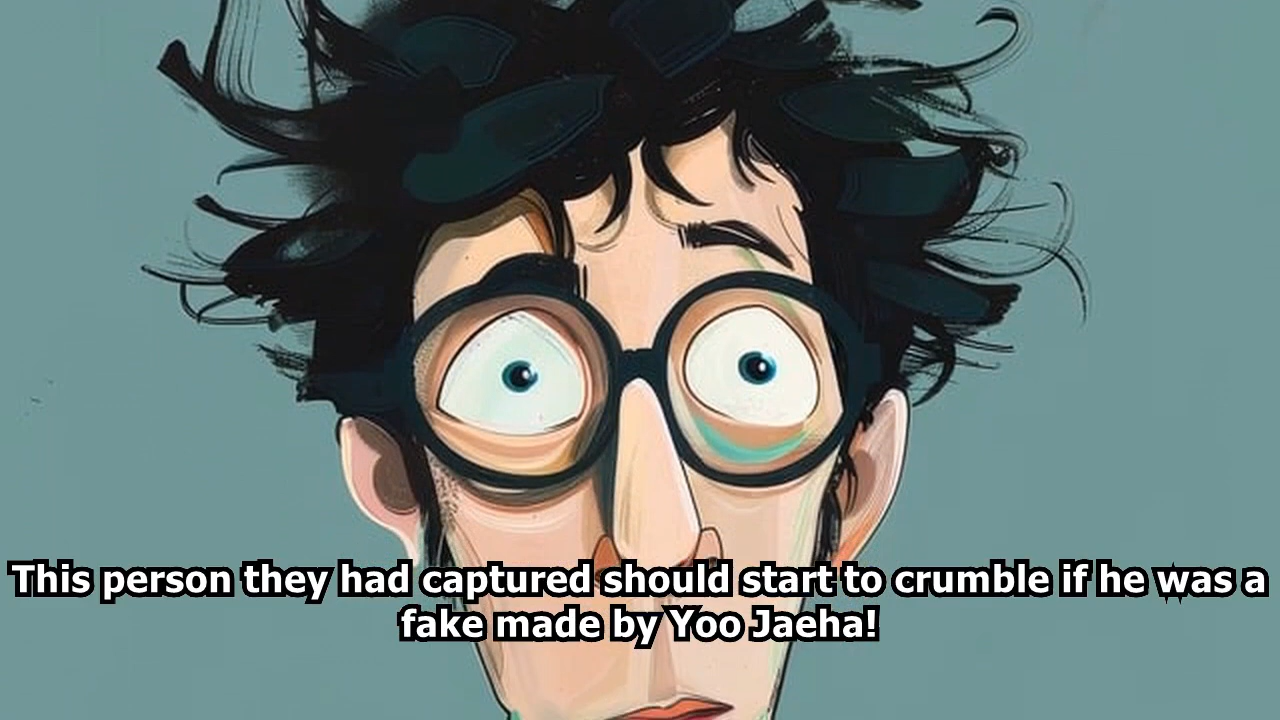 This person they had captured should start to crumble if he was a
fake made by Yoo Jaeha!